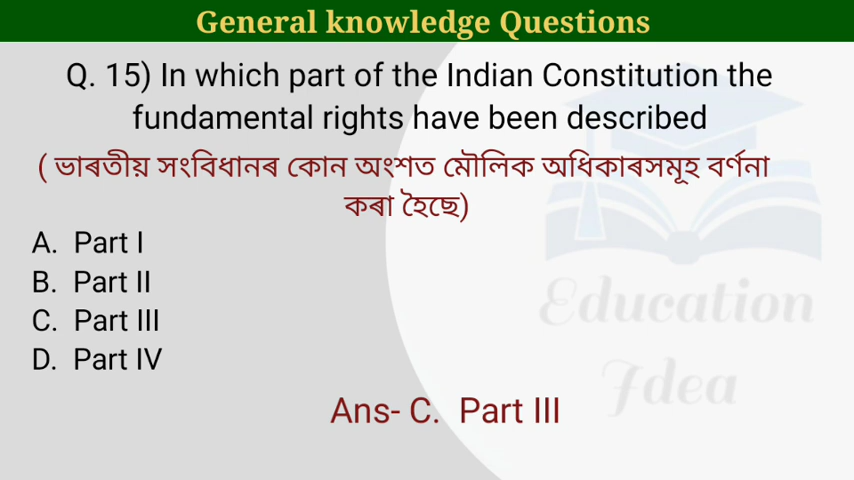 General knowledge Questions
Q. 15) In which part of the Indian Constitution the
fundamental rights have been described
( ভাৰতীয় সংবিধানৰ কোন অংশত মৌলিক অধিকাৰসমূহ বৰ্ণনা
কৰা হৈছে)
A. Part I
B. Part II
C. Part III
D. Part IV
Education
Idea
Ans- C. Part III